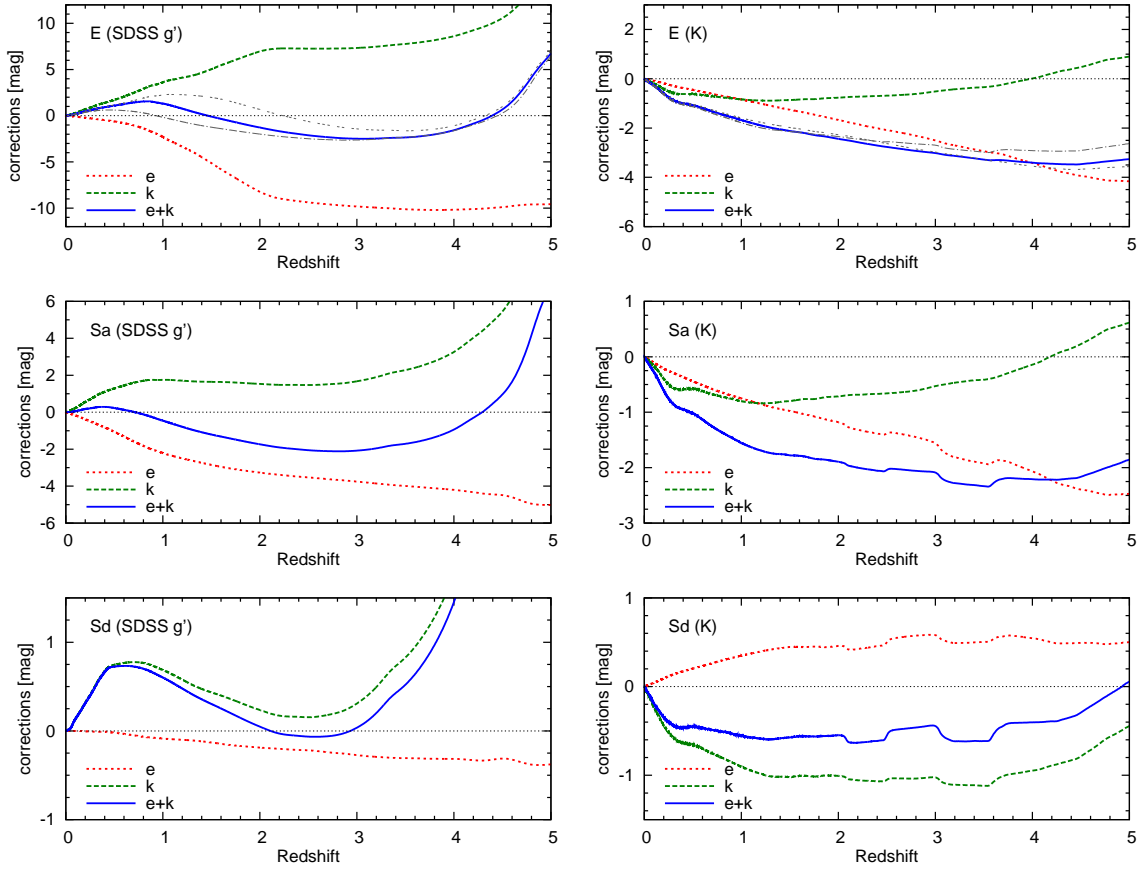 corrections [mag]
10
5
0
-5
-10
E (SDSS g’)
e
k
e+k
0 1 2 3 4 5
Redshift
corrections [mag]
2
0
-2
-4
-6
E (K)
e
k
e+k
0 1 2 3 4 5
Redshift
corrections [mag]
6
4
2
0
-2
-4
-6
Sa (SDSS g’)
e
k
e+k
0 1 2 3 4 5
Redshift
corrections [mag]
1
0
-1
-2
-3
Sa (K)
e
k
e+k
0 1 2 3 4 5
Redshift
corrections [mag]
1
0
-1
Sd (SDSS g’)
e
k
e+k
0 1 2 3 4 5
Redshift
corrections [mag]
1
0
-1
Sd (K)
e
k
e+k
0 1 2 3 4 5
Redshift